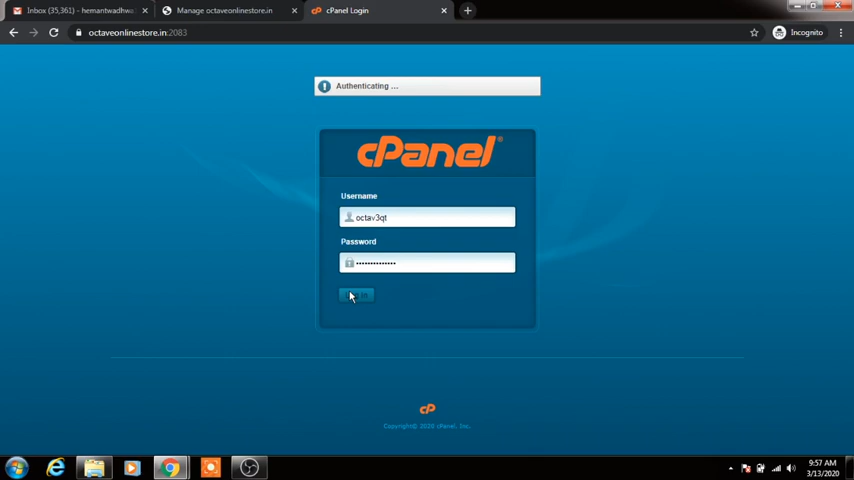 Inbox (35,361) - hemantwadhwa
Manage octaveonlinestore.in
cPanel Login
octaveonlinestore.in:2083
Incognito
Authenticating ...
cPanel®
Username
octav3qt
Password
••••••••••••••
cP
Copyright© 2020 cPanel, Inc.
9:57 AM
3/13/2020